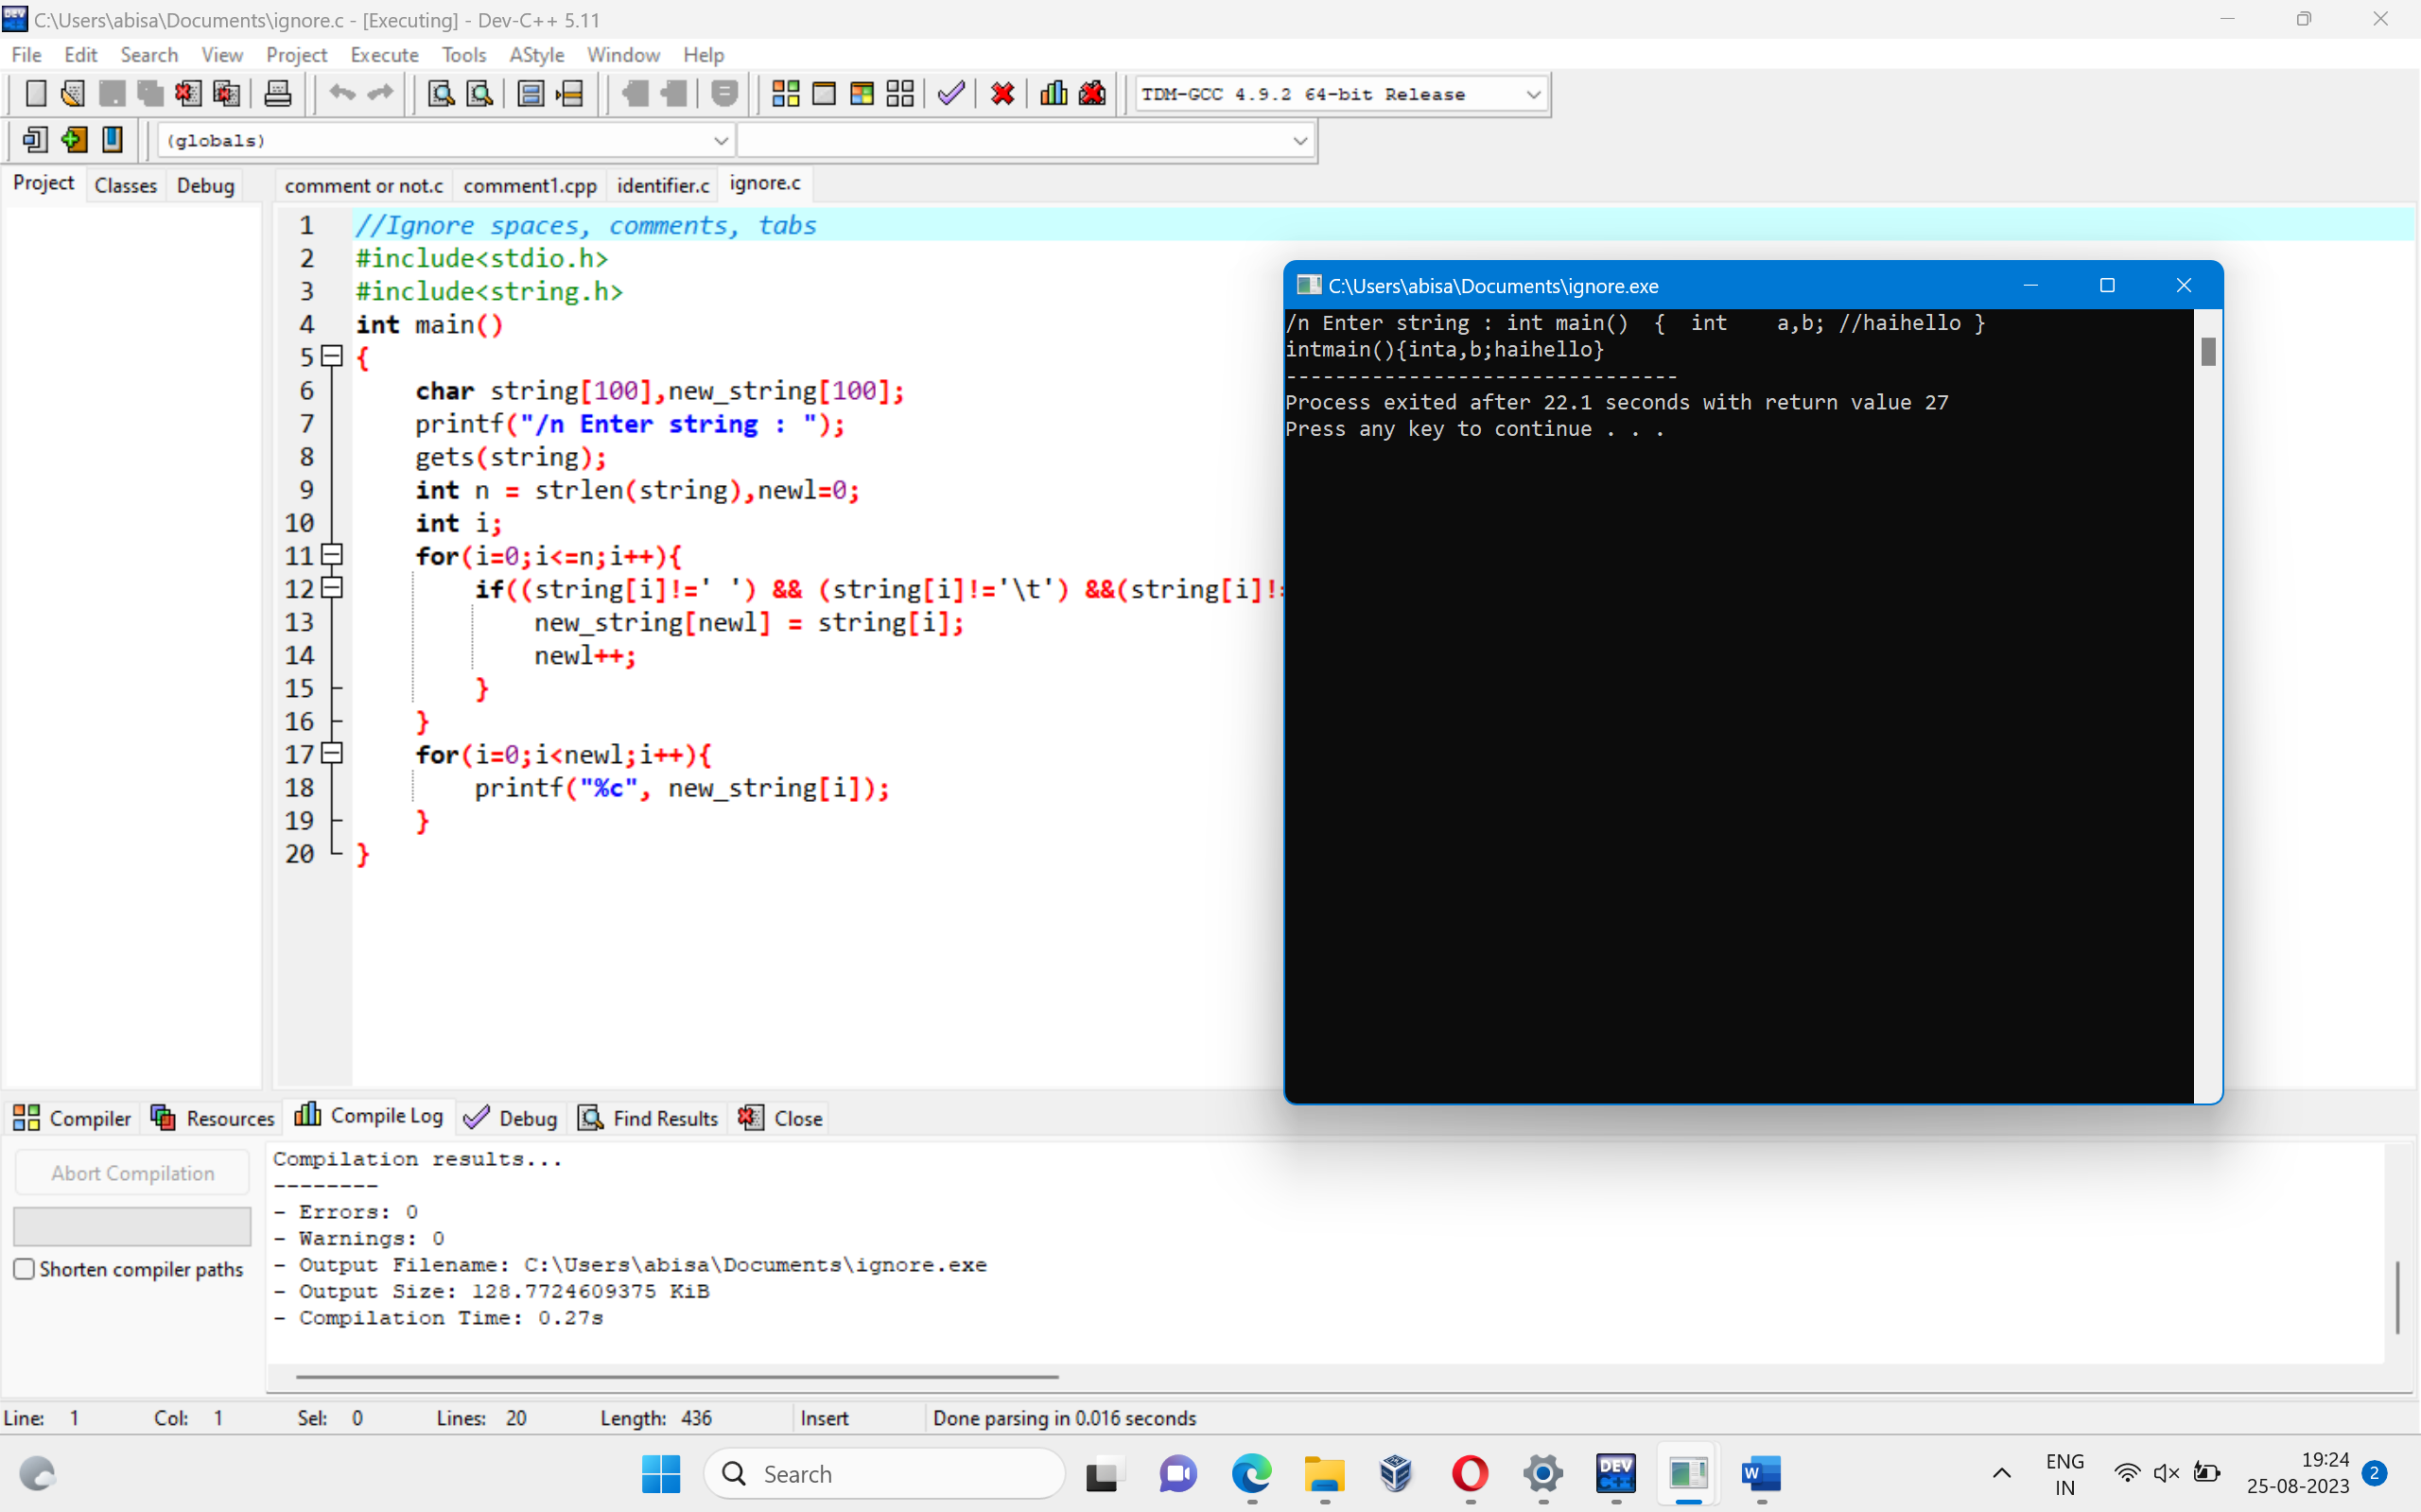 C:\Users\abisa\Documents\ignore.c - [Executing] - Dev-C++ 5.11
File Edit Search View Project Execute Tools AStyle Window Help
TDM-GCC 4.9.2 64-bit Release
(globals)
Project Classes Debug
comment or not.c comment1.cpp identifier.c ignore.c
1 //Ignore spaces, comments, tabs
2 #include<stdio.h>
3 #include<string.h>
4 int main()
5 {
6 char string[100],new_string[100];
7 printf("/n Enter string : ");
8 gets(string);
9 int n = strlen(string),newl=0;
10 int i;
11 for(i=0;i<=n;i++){
12 if((string[i]!=' ') && (string[i]!='\t') &&(string[i]!=
13 new_string[newl] = string[i];
14 newl++;
15 }
16 }
17 for(i=0;i<newl;i++){
18 printf("%c", new_string[i]);
19 }
20 }
C:\Users\abisa\Documents\ignore.exe
/n Enter string : int main()  {  int    a,b; //haihello }
intmain(){inta,b;haihello}
--------------------------------
Process exited after 22.1 seconds with return value 27
Press any key to continue . . .
Compiler Resources Compile Log Debug Find Results Close
Abort Compilation
Shorten compiler paths
Compilation results...
--------
- Errors: 0
- Warnings: 0
- Output Filename: C:\Users\abisa\Documents\ignore.exe
- Output Size: 128.7724609375 KiB
- Compilation Time: 0.27s
Line: 1 Col: 1 Sel: 0 Lines: 20 Length: 436 Insert Done parsing in 0.016 seconds
Search
DEV C++
W
ENG
IN
19:24
25-08-2023
2